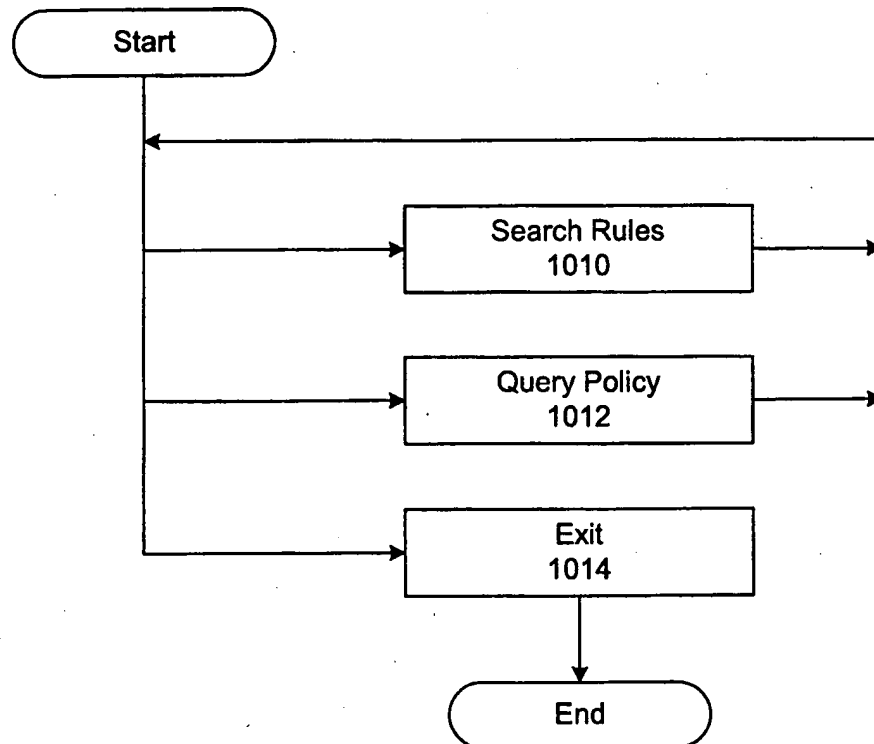 Start
Search Rules
1010
Query Policy
1012
Exit
1014
End